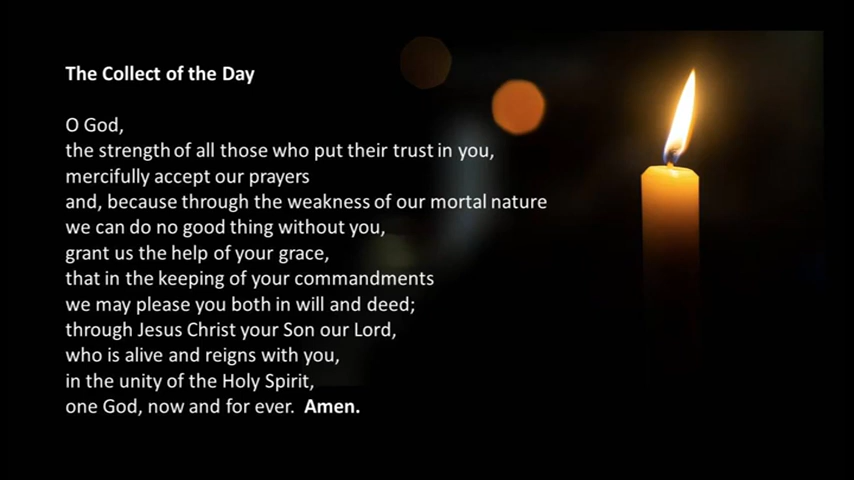 The Collect of the Day
O God,
the strength of all those who put their trust in you,
mercifully accept our prayers
and, because through the weakness of our mortal nature
we can do no good thing without you,
grant us the help of your grace,
that in the keeping of your commandments
we may please you both in will and deed;
through Jesus Christ your Son our Lord,
who is alive and reigns with you,
in the unity of the Holy Spirit,
one God, now and for ever. Amen.